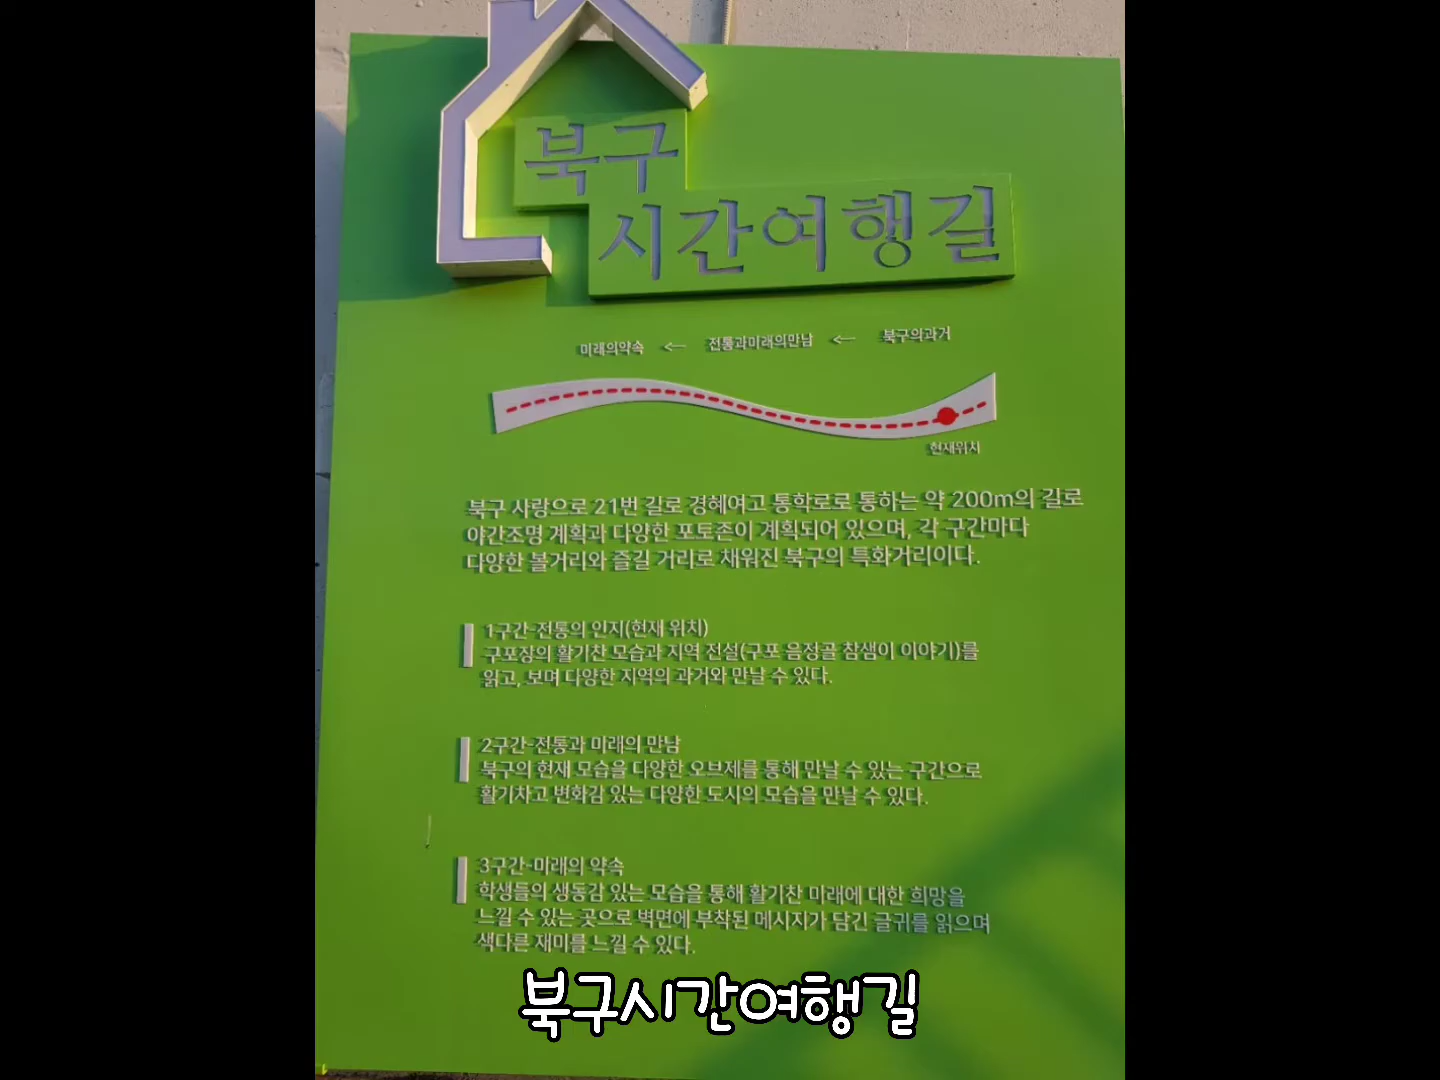 북구
시간여행길
미래의약속 ← 전통과미래의만남 ← 북구의과거
현재위치
북구 사랑으로 21번 길로 경혜여고 통학로로 통하는 약 200m의 길로
야간조명 계획과 다양한 포토존이 계획되어 있으며, 각 구간마다
다양한 볼거리와 즐길 거리로 채워진 북구의 특화거리이다.
1구간-전통의 인지(현재 위치)
구포장의 활기찬 모습과 지역 전설(구포 음정골 참샘이 이야기)를
읽고, 보며 다양한 지역의 과거와 만날 수 있다.
2구간-전통과 미래의 만남
북구의 현재 모습을 다양한 오브제를 통해 만날 수 있는 구간으로
활기차고 변화감 있는 다양한 도시의 모습을 만날 수 있다.
3구간-미래의 약속
학생들의 생동감 있는 모습을 통해 활기찬 미래에 대한 희망을
느낄 수 있는 곳으로 벽면에 부착된 메시지가 담긴 글귀를 읽으며
색다른 재미를 느낄 수 있다.
북구시간여행길